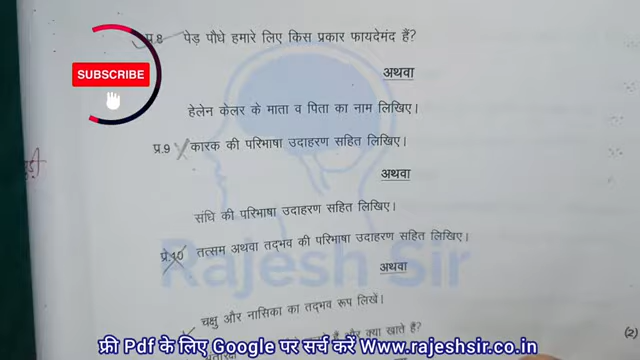 प्र.8 पेड़ पौधे हमारे लिए किस प्रकार फायदेमंद हैं?
SUBSCRIBE
अथवा
हेलेन केलर के माता व पिता का नाम लिखिए।
प्र.9 कारक की परिभाषा उदाहरण सहित लिखिए।
अथवा
संधि की परिभाषा उदाहरण सहित लिखिए।
प्र.10 तत्सम अथवा तद्भव की परिभाषा उदाहरण सहित लिखिए।
Rajesh Sir
अथवा
चक्षु और नासिका का तद्भव रूप लिखें।
और क्या खाते हैं?
(2)
फ्री Pdf के लिए Google पर सर्च करें Www.rajeshsir.co.in